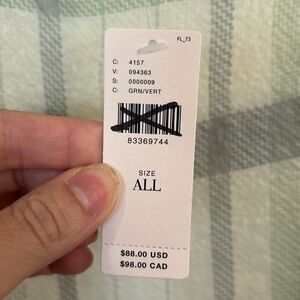 FL_73
C: 4157
V: 094363
S: 0000009
C: GRN/VERT
83369744
SIZE
ALL
$88.00 USD
$98.00 CAD